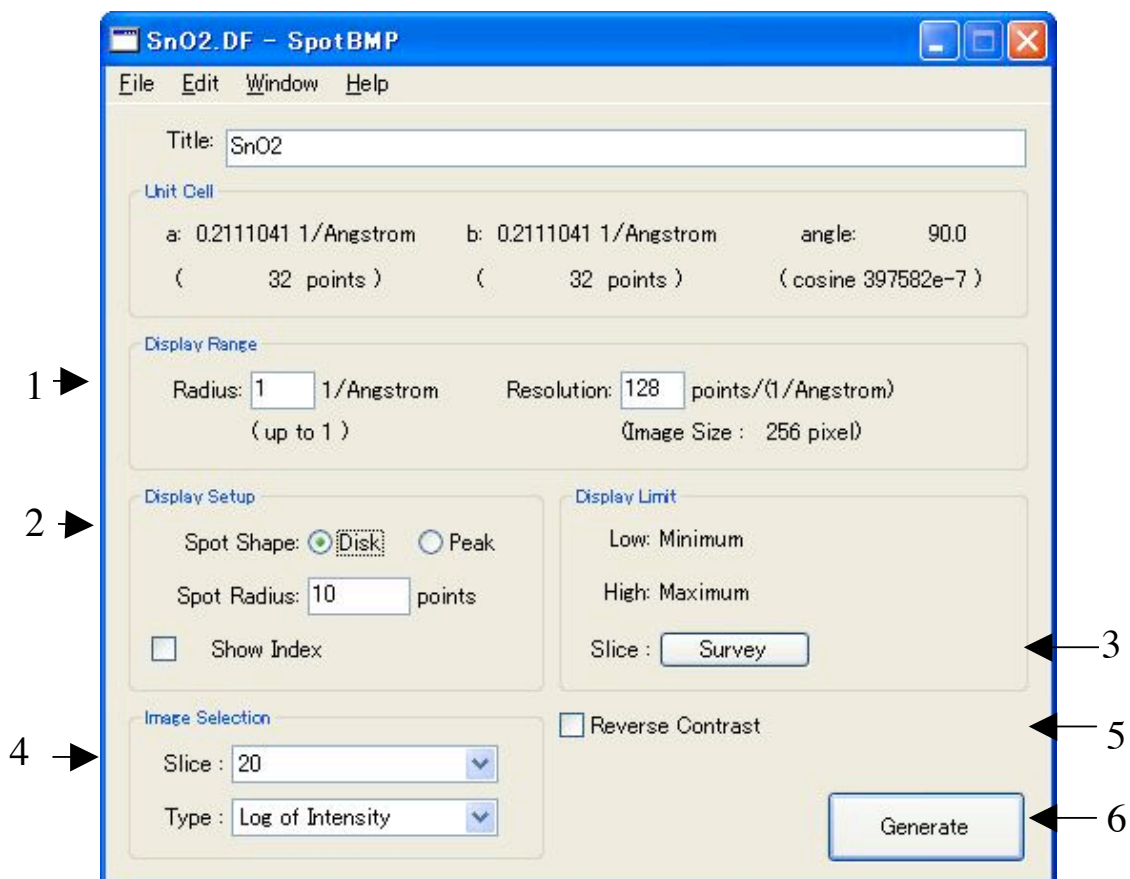 SnO2.DF - SpotBMP
File Edit Window Help
Title: SnO2
Unit Cell
a: 0.2111041 1/Angstrom b: 0.2111041 1/Angstrom angle: 90.0
( 32 points ) ( 32 points ) ( cosine 397582e-7 )
Display Range
1 Radius: 1 1/Angstrom Resolution: 128 points/(1/Angstrom)
( up to 1 ) (Image Size : 256 pixel)
Display Setup Display Limit
2 Spot Shape: Disk Peak Low: Minimum
Spot Radius: 10 points High: Maximum
Show Index Slice : Survey 3
Image Selection Reverse Contrast 5
4 Slice : 20
Type : Log of Intensity Generate 6